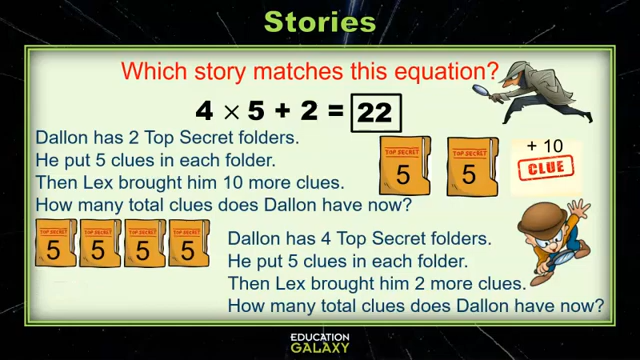 Stories
Which story matches this equation?
4 × 5 + 2 = 22
Dallon has 2 Top Secret folders.
He put 5 clues in each folder.
Then Lex brought him 10 more clues.
How many total clues does Dallon have now?
TOP SECRET
5
TOP SECRET
5
+ 10
CLUE
TOP SECRET
5
TOP SECRET
5
TOP SECRET
5
TOP SECRET
5
Dallon has 4 Top Secret folders.
He put 5 clues in each folder.
Then Lex brought him 2 more clues.
How many total clues does Dallon have now?
EDUCATION
GALAXY